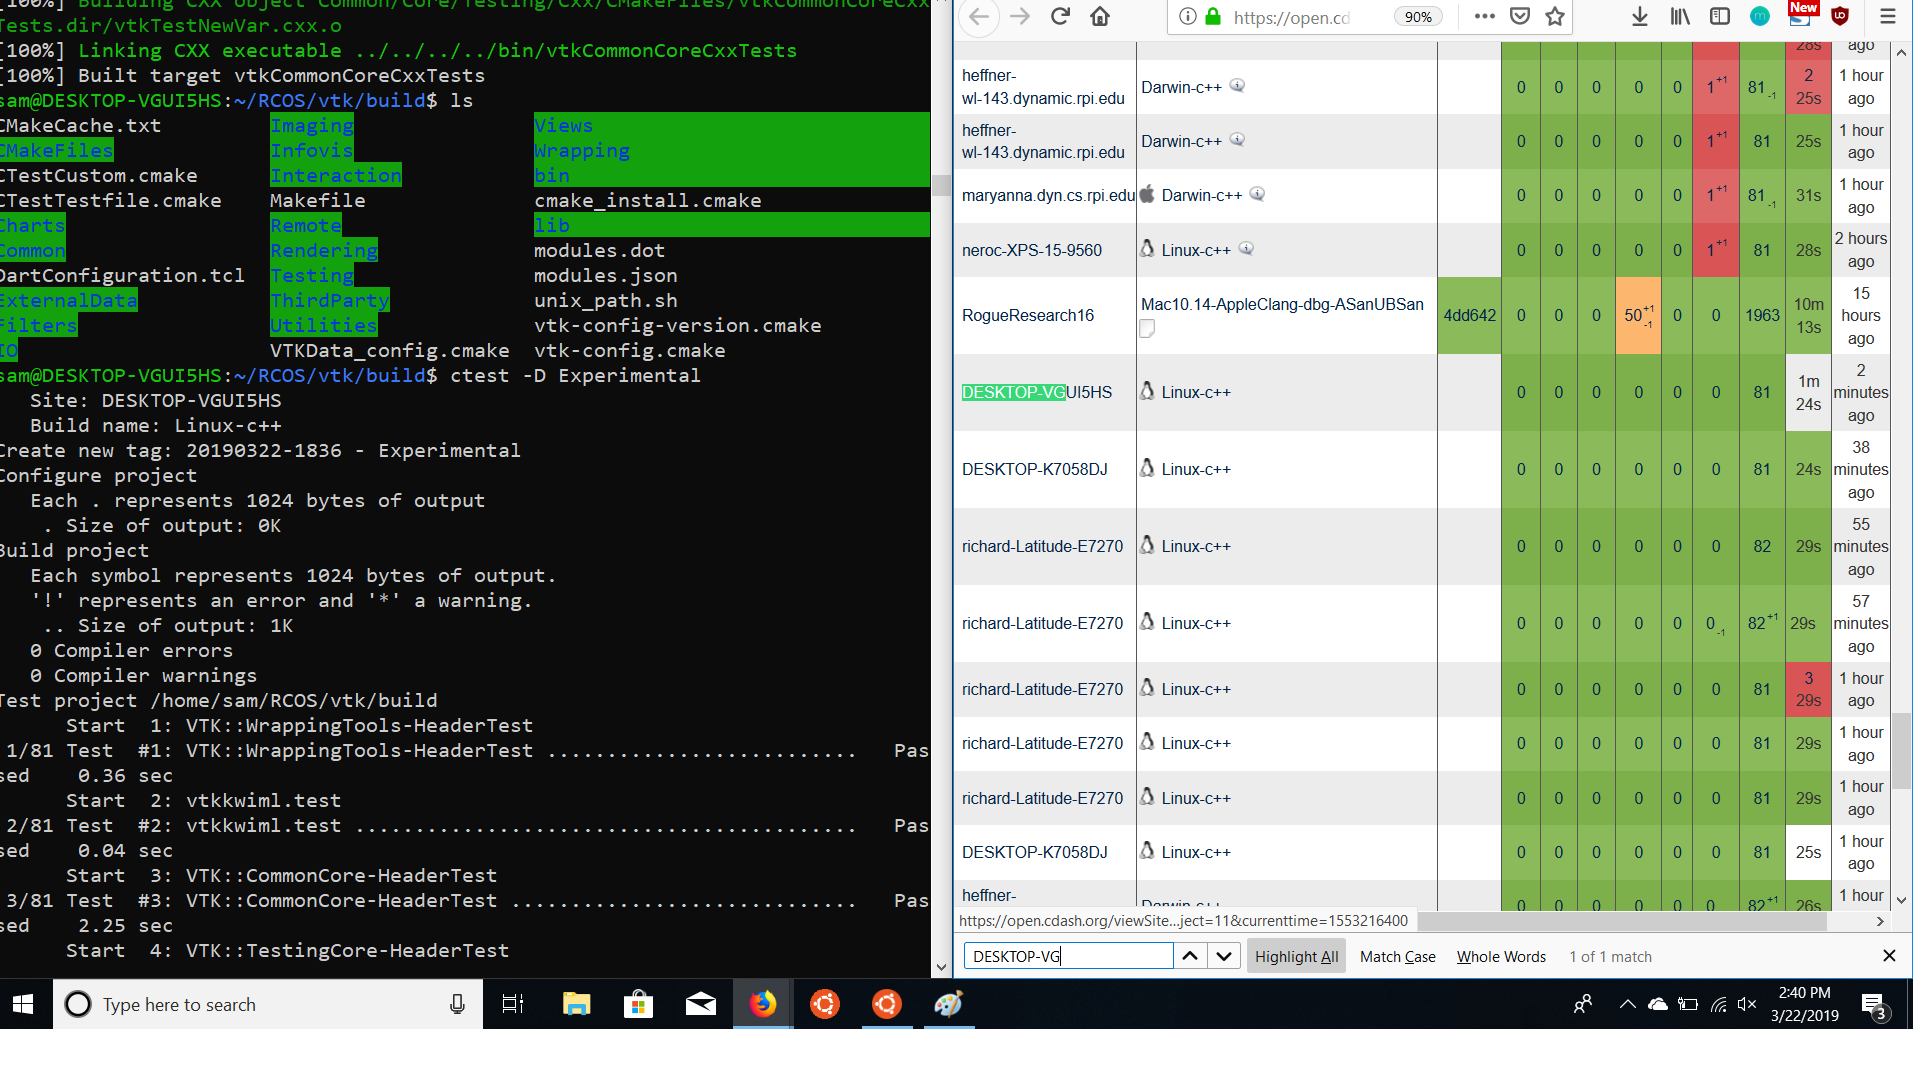 [100%] Building CXX object Common/Core/Testing/Cxx/CMakeFiles/vtkCommonCoreCxx
Tests.dir/vtkTestNewVar.cxx.o
[100%] Linking CXX executable ../../../../bin/vtkCommonCoreCxxTests
[100%] Built target vtkCommonCoreCxxTests
sam@DESKTOP-VGUI5HS:~/RCOS/vtk/build$ ls
CMakeCache.txt Imaging Views
CMakeFiles Infovis Wrapping
CTestCustom.cmake Interaction bin
CTestTestfile.cmake Makefile cmake_install.cmake
Charts Remote lib
Common Rendering modules.dot
DartConfiguration.tcl Testing modules.json
ExternalData ThirdParty unix_path.sh
Filters Utilities vtk-config-version.cmake
IO VTKData_config.cmake vtk-config.cmake
sam@DESKTOP-VGUI5HS:~/RCOS/vtk/build$ ctest -D Experimental
Site: DESKTOP-VGUI5HS
Build name: Linux-c++
Create new tag: 20190322-1836 - Experimental
Configure project
Each . represents 1024 bytes of output
. Size of output: 0K
Build project
Each symbol represents 1024 bytes of output.
'!' represents an error and '*' a warning.
.. Size of output: 1K
0 Compiler errors
0 Compiler warnings
Test project /home/sam/RCOS/vtk/build
Start 1: VTK::WrappingTools-HeaderTest
1/81 Test #1: VTK::WrappingTools-HeaderTest .......................... Pas
sed 0.36 sec
Start 2: vtkkwiml.test
2/81 Test #2: vtkkwiml.test .......................................... Pas
sed 0.04 sec
Start 3: VTK::CommonCore-HeaderTest
3/81 Test #3: VTK::CommonCore-HeaderTest ............................. Pas
sed 2.25 sec
Start 4: VTK::TestingCore-HeaderTest
https://open.cd 90% New
28s ago
heffner-
wl-143.dynamic.rpi.edu Darwin-c++ 0 0 0 0 0 1 +1 81 -1 2 25s 1 hour ago
heffner-
wl-143.dynamic.rpi.edu Darwin-c++ 0 0 0 0 0 1 +1 81 25s 1 hour ago
maryanna.dyn.cs.rpi.edu Darwin-c++ 0 0 0 0 0 1 +1 81 -1 31s 1 hour ago
neroc-XPS-15-9560 Linux-c++ 0 0 0 0 0 1 +1 81 28s 2 hours ago
RogueResearch16 Mac10.14-AppleClang-dbg-ASanUBSan 4dd642 0 0 0 50 +1 -1 0 0 1963 10m 13s 15 hours ago
DESKTOP-VGUI5HS Linux-c++ 0 0 0 0 0 0 81 1m 24s 2 minutes ago
DESKTOP-K7058DJ Linux-c++ 0 0 0 0 0 0 81 24s 38 minutes ago
richard-Latitude-E7270 Linux-c++ 0 0 0 0 0 0 82 29s 55 minutes ago
richard-Latitude-E7270 Linux-c++ 0 0 0 0 0 0 -1 82 +1 29s 57 minutes ago
richard-Latitude-E7270 Linux-c++ 0 0 0 0 0 0 81 3 29s 1 hour ago
richard-Latitude-E7270 Linux-c++ 0 0 0 0 0 0 81 29s 1 hour ago
richard-Latitude-E7270 Linux-c++ 0 0 0 0 0 0 81 29s 1 hour ago
DESKTOP-K7058DJ Linux-c++ 0 0 0 0 0 0 81 25s 1 hour ago
heffner- Darwin-c++ 0 0 0 0 0 0 82 +1 26s 1 hour
https://open.cdash.org/viewSite...ject=11&currenttime=1553216400
DESKTOP-VG Highlight All Match Case Whole Words 1 of 1 match
Type here to search 2:40 PM
3/22/2019 3